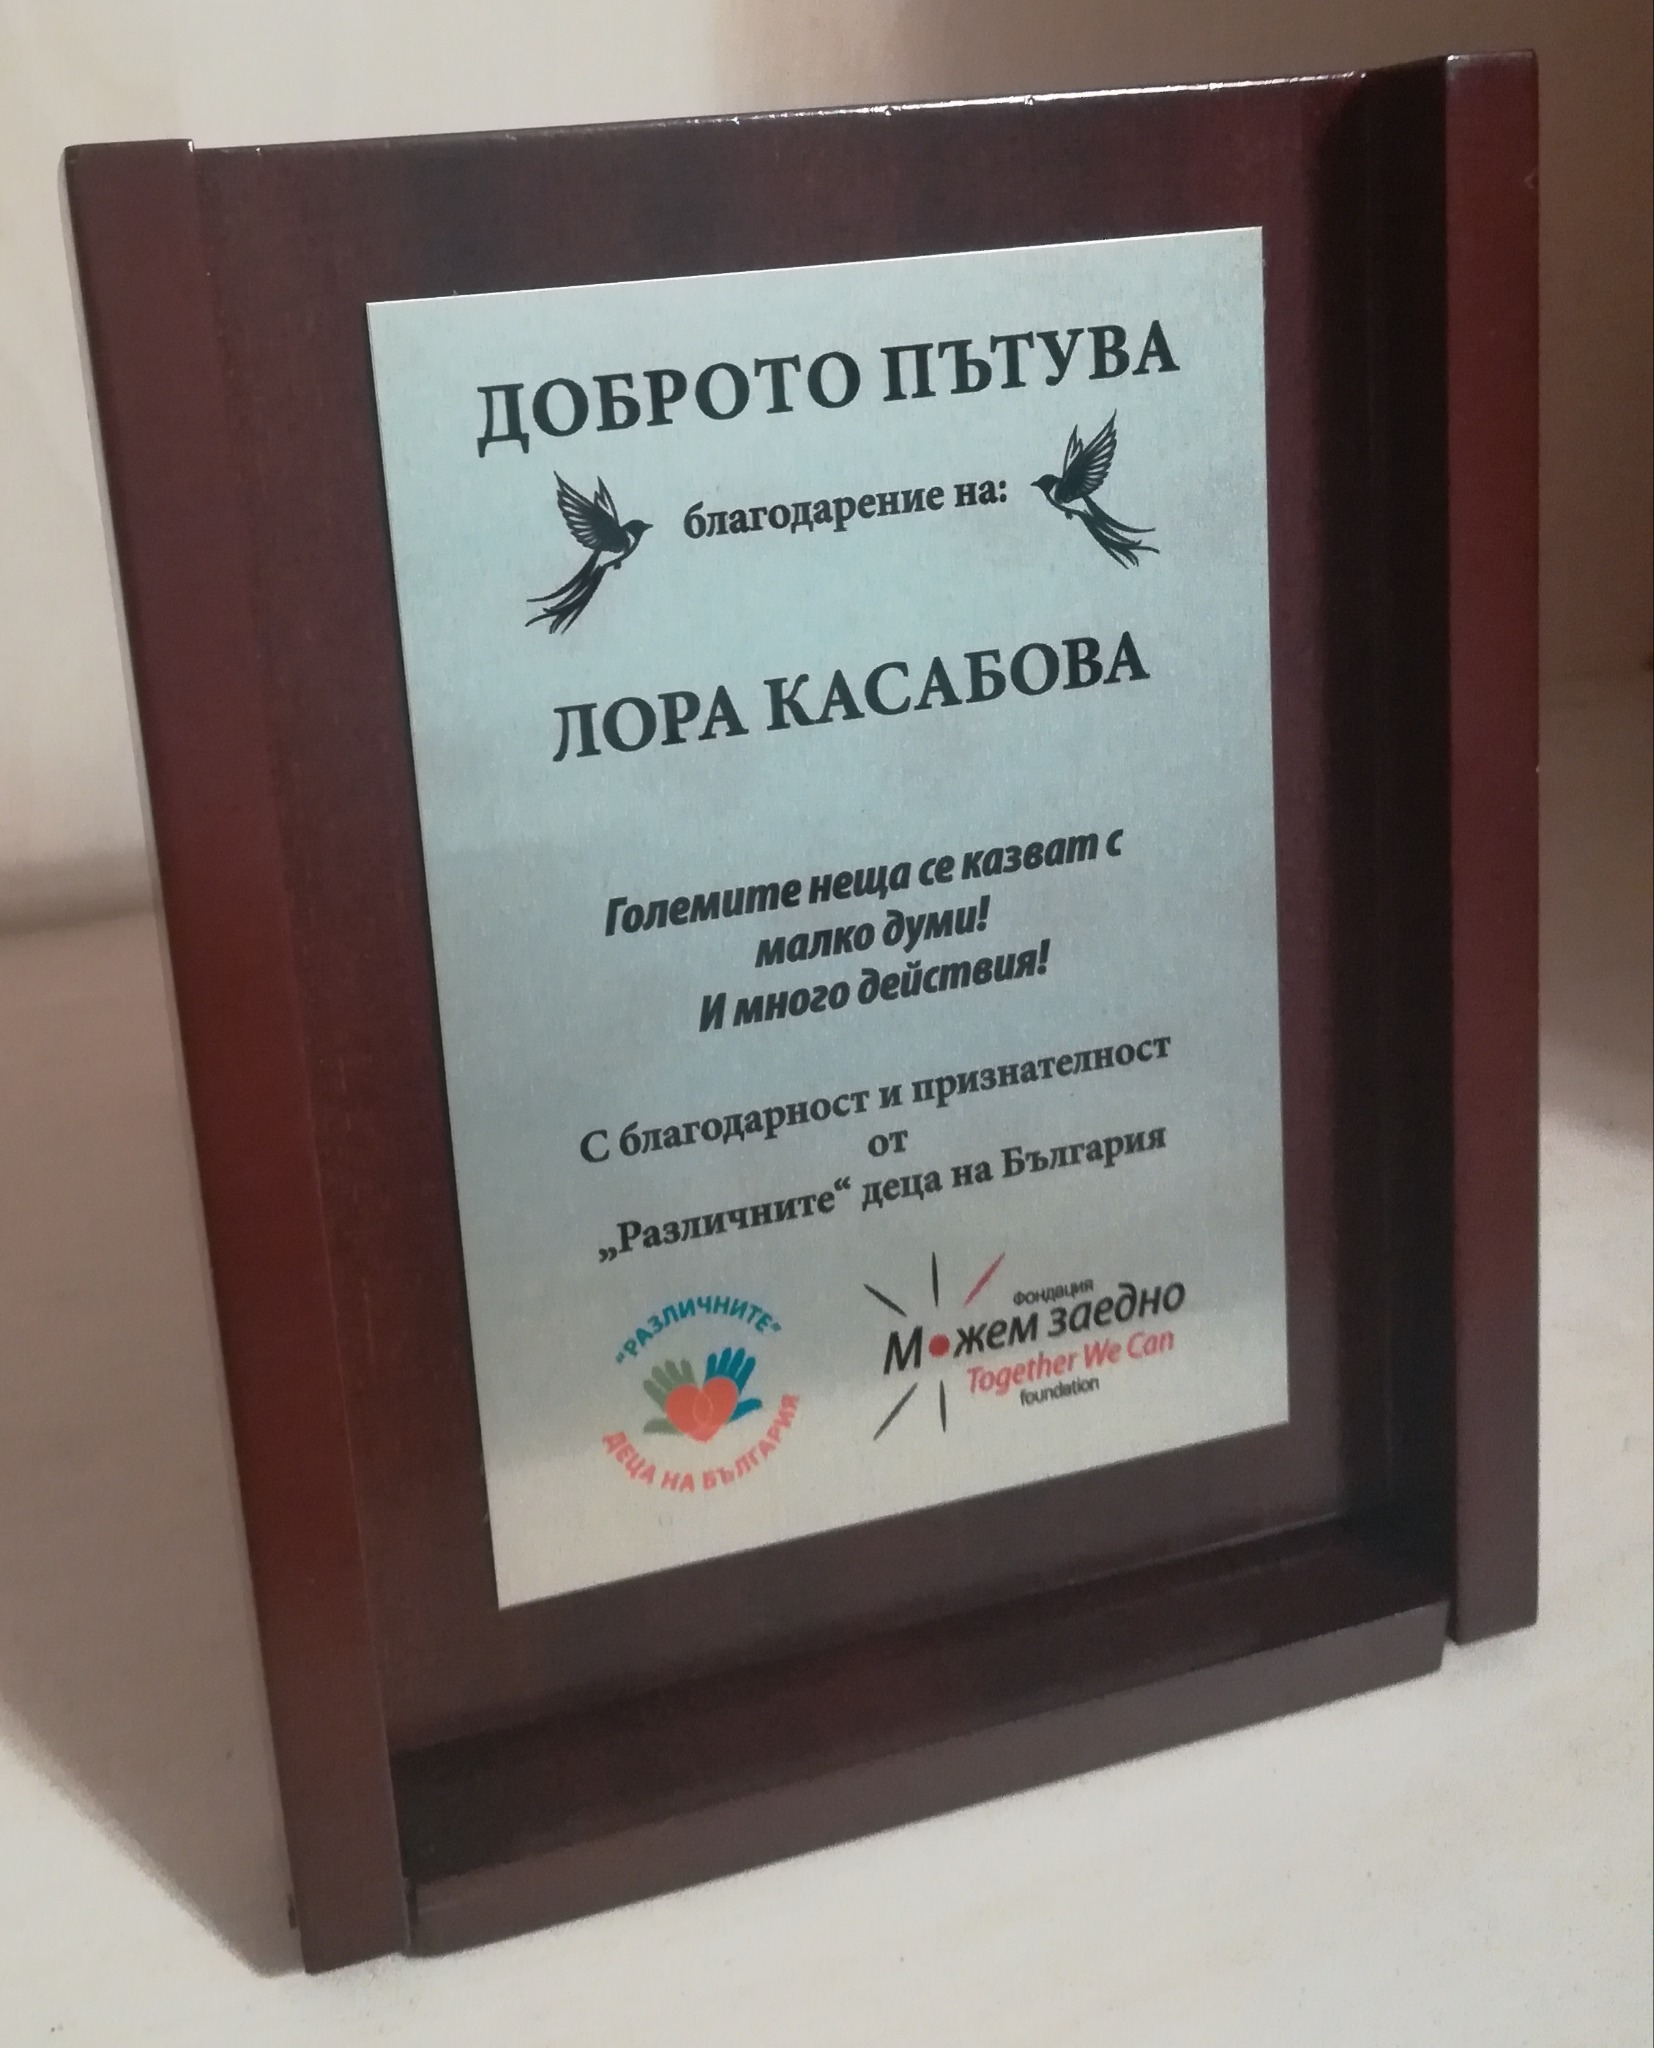 ДОБРОТО ПЪТУВА
благодарение на:
ЛОРА КАСАБОВА
Големите неща се казват с
малко думи!
И много действия!
С благодарност и признателност
от
„Различните“ деца на България
"РАЗЛИЧНИТЕ"
ДЕЦА НА БЪЛГАРИЯ
фондация
Можем заедно
Together We Can
foundation